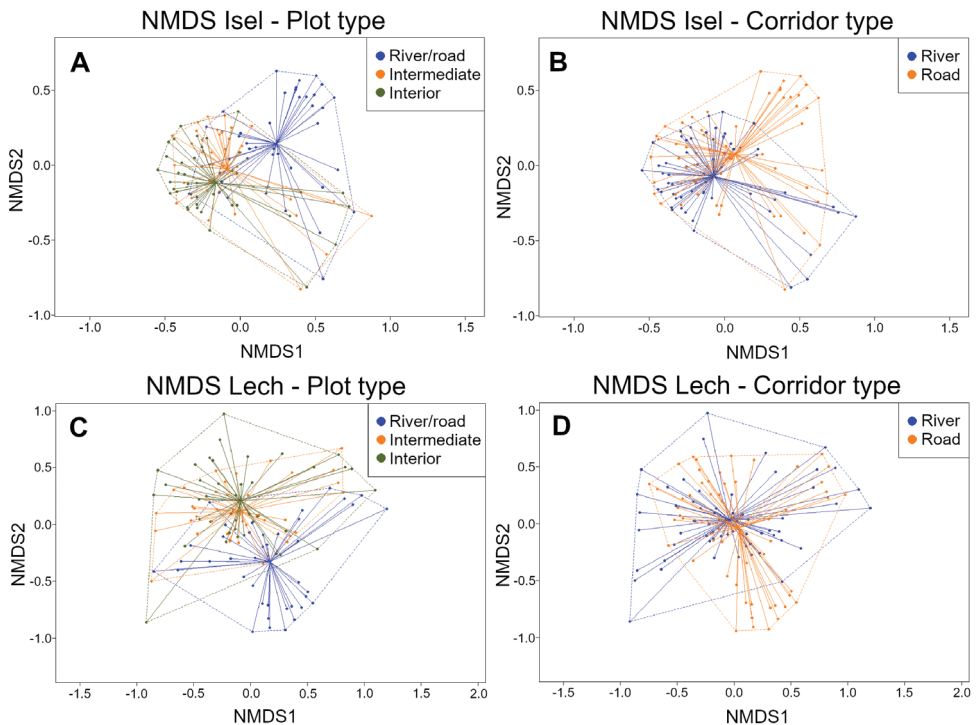 NMDS Isel - Plot type
A
River/road
Intermediate
Interior
NMDS2
0.5
0.0
-0.5
-1.0
-1.0
-0.5
0.0
0.5
1.0
1.5
NMDS1
NMDS Isel - Corridor type
B
River
Road
NMDS2
0.5
0.0
-0.5
-1.0
-1.0
-0.5
0.0
0.5
1.0
1.5
NMDS1
NMDS Lech - Plot type
C
River/road
Intermediate
Interior
NMDS2
1.0
0.5
0.0
-0.5
-1.0
-1.5
-1.0
-0.5
0.0
0.5
1.0
1.5
2.0
NMDS1
NMDS Lech - Corridor type
D
River
Road
NMDS2
1.0
0.5
0.0
-0.5
-1.0
-1.5
-1.0
-0.5
0.0
0.5
1.0
1.5
2.0
NMDS1